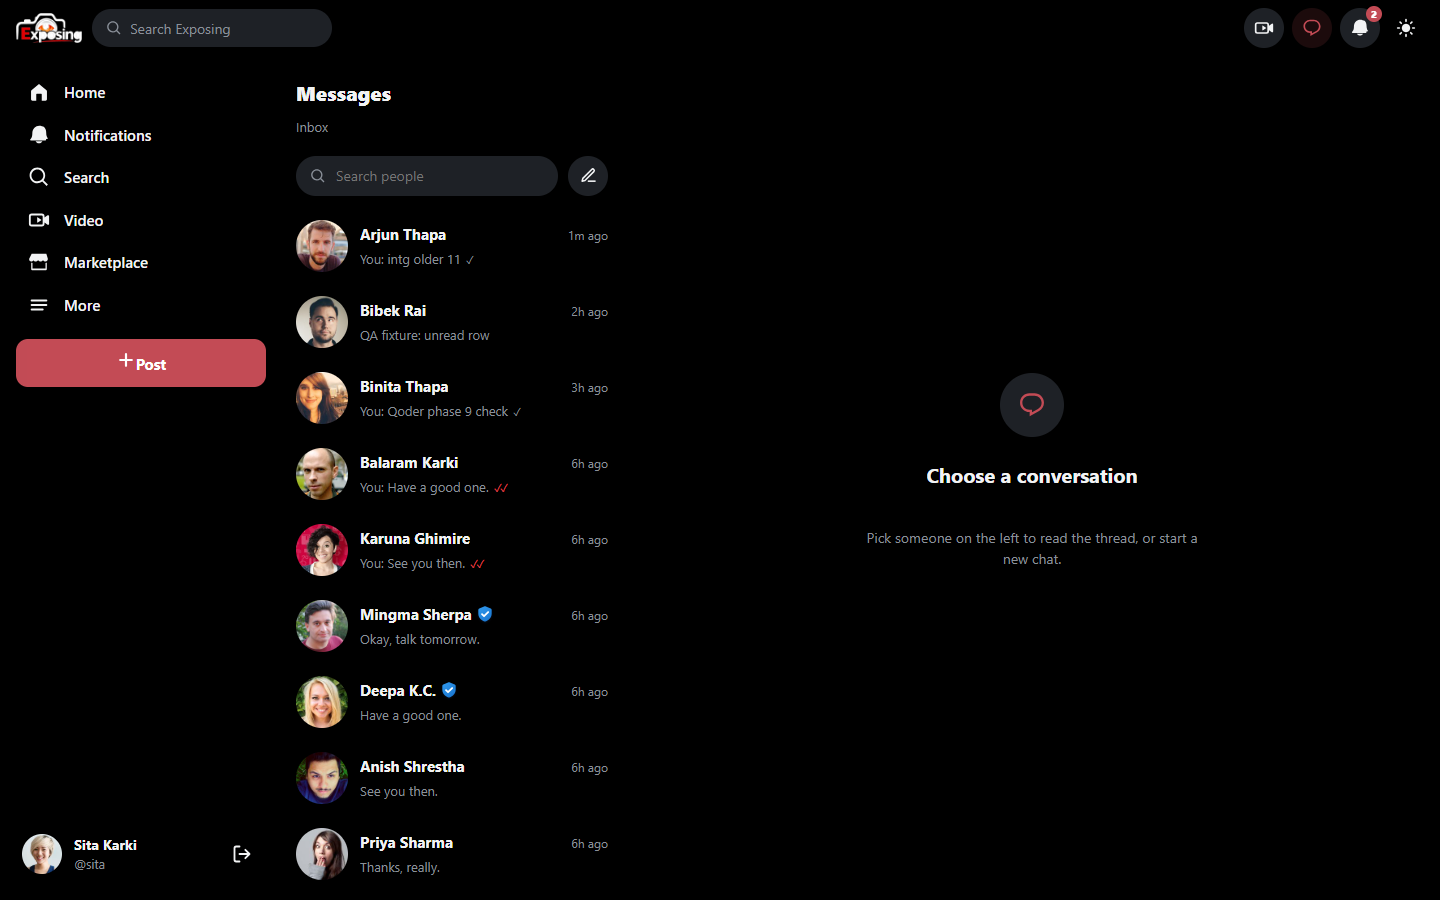 Exposing
Search Exposing
2
Home
Notifications
Search
Video
Marketplace
More
+ Post
Sita Karki
@sita
Messages
Inbox
Search people
Arjun Thapa
1m ago
You: intg older 11 ✓
Bibek Rai
2h ago
QA fixture: unread row
Binita Thapa
3h ago
You: Qoder phase 9 check ✓
Balaram Karki
6h ago
You: Have a good one. ✓✓
Karuna Ghimire
6h ago
You: See you then. ✓✓
Mingma Sherpa
6h ago
Okay, talk tomorrow.
Deepa K.C.
6h ago
Have a good one.
Anish Shrestha
6h ago
See you then.
Priya Sharma
6h ago
Thanks, really.
Choose a conversation
Pick someone on the left to read the thread, or start a
new chat.